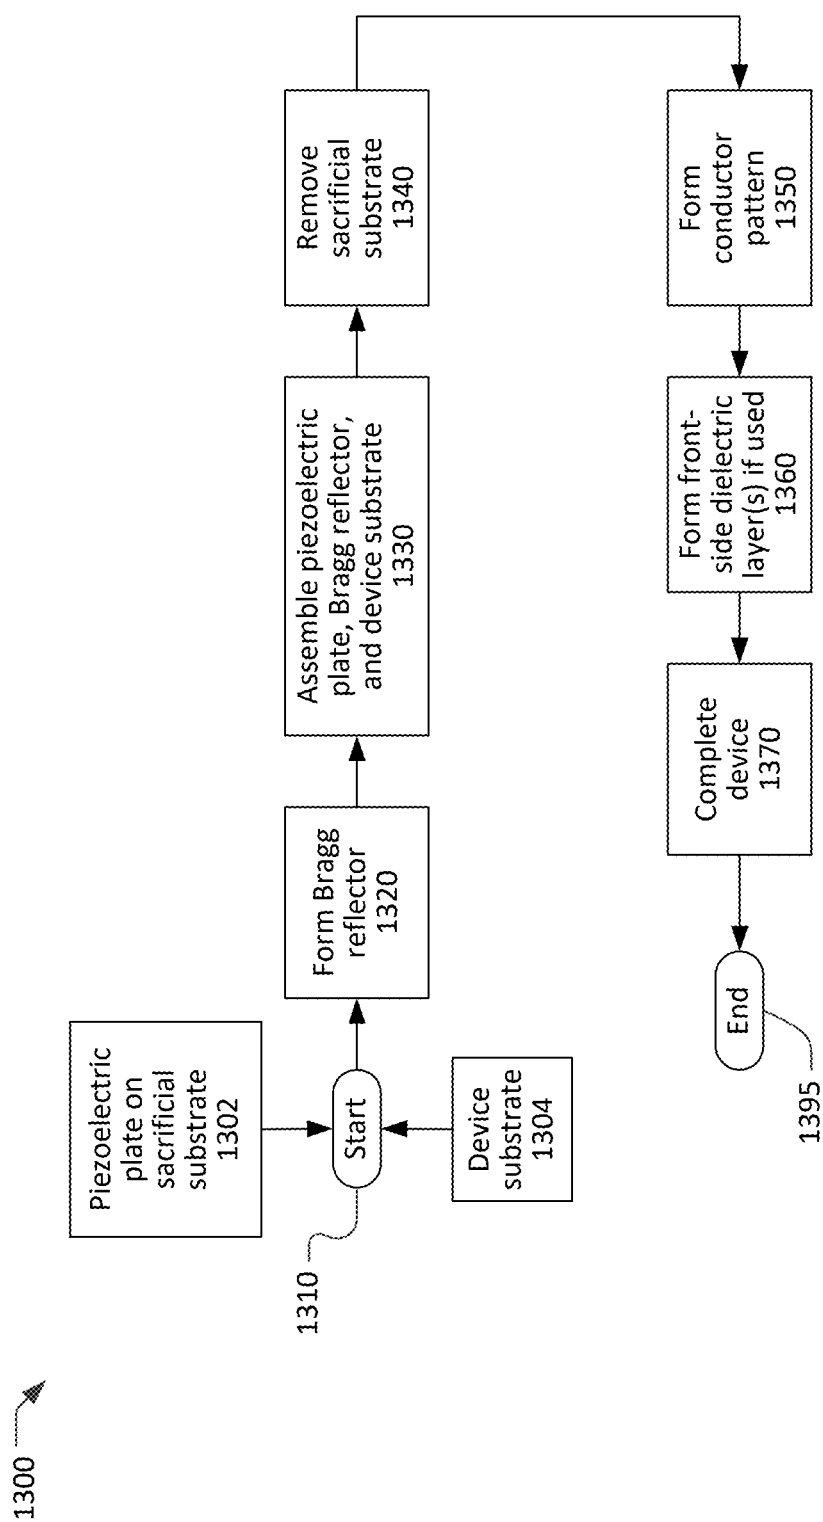 1300
Piezoelectric
plate on
sacrificial
substrate
1302
1310
Start
Device
substrate
1304
Form Bragg
reflector
1320
Assemble piezoelectric
plate, Bragg reflector,
and device substrate
1330
Remove
sacrificial
substrate
1340
Form
conductor
pattern
1350
Form front-
side dielectric
layer(s) if used
1360
Complete
device
1370
End
1395